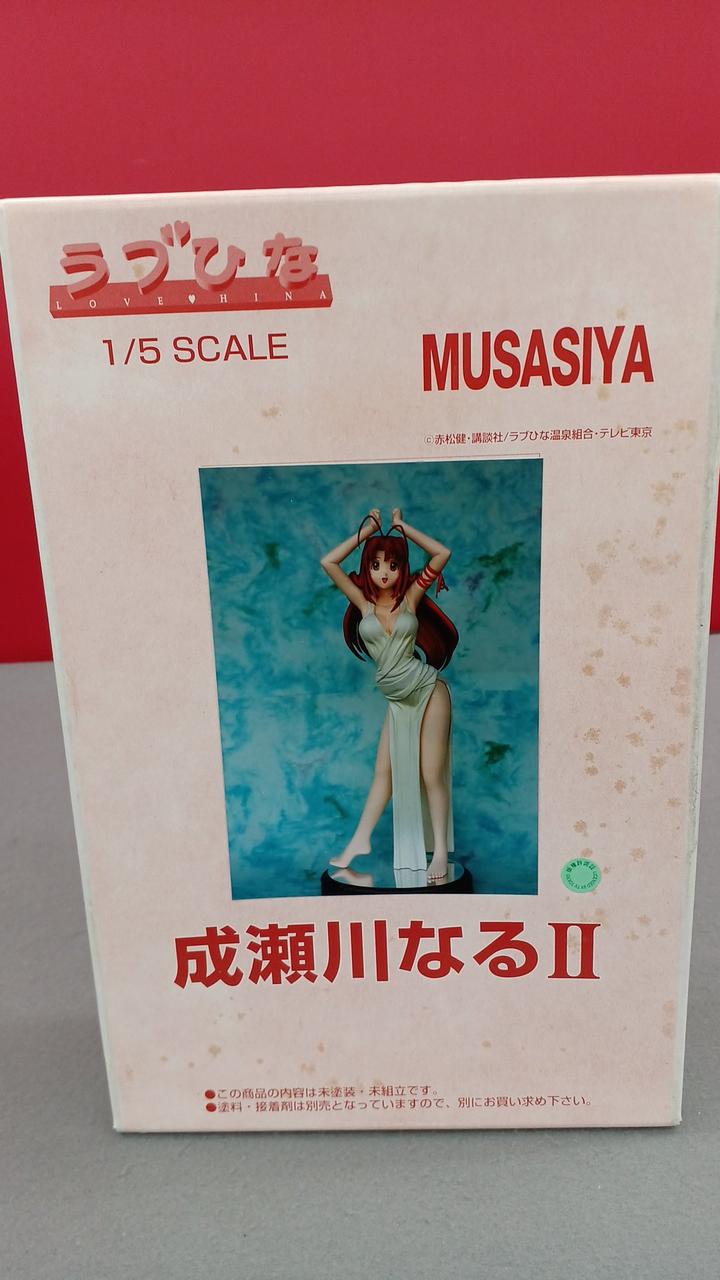 ラブひな
LOVE♥HINA
1/5 SCALE
MUSASIYA
©赤松健・講談社/ラブひな温泉組合・テレビ東京
成瀬川なるⅡ
●この商品の内容は未塗装・未組立です。
●塗料・接着剤は別売となっていますので、別にお買い求め下さい。